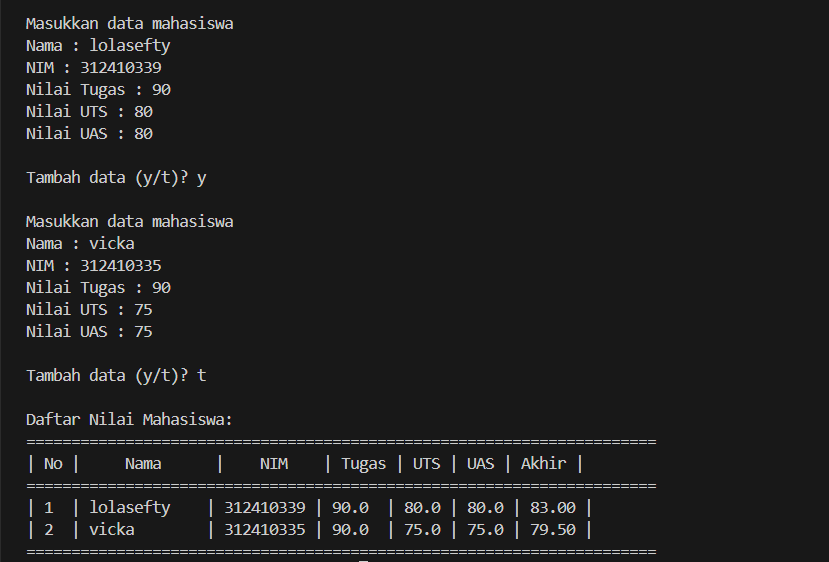 Masukkan data mahasiswa
Nama : lolasefty
NIM : 312410339
Nilai Tugas : 90
Nilai UTS : 80
Nilai UAS : 80
Tambah data (y/t)? y
Masukkan data mahasiswa
Nama : vicka
NIM : 312410335
Nilai Tugas : 90
Nilai UTS : 75
Nilai UAS : 75
Tambah data (y/t)? t
Daftar Nilai Mahasiswa:
======================================================================
| No |     Nama      |    NIM    | Tugas | UTS | UAS | Akhir |
======================================================================
| 1  | lolasefty    | 312410339 | 90.0  | 80.0 | 80.0 | 83.00 |
| 2  | vicka        | 312410335 | 90.0  | 75.0 | 75.0 | 79.50 |
======================================================================